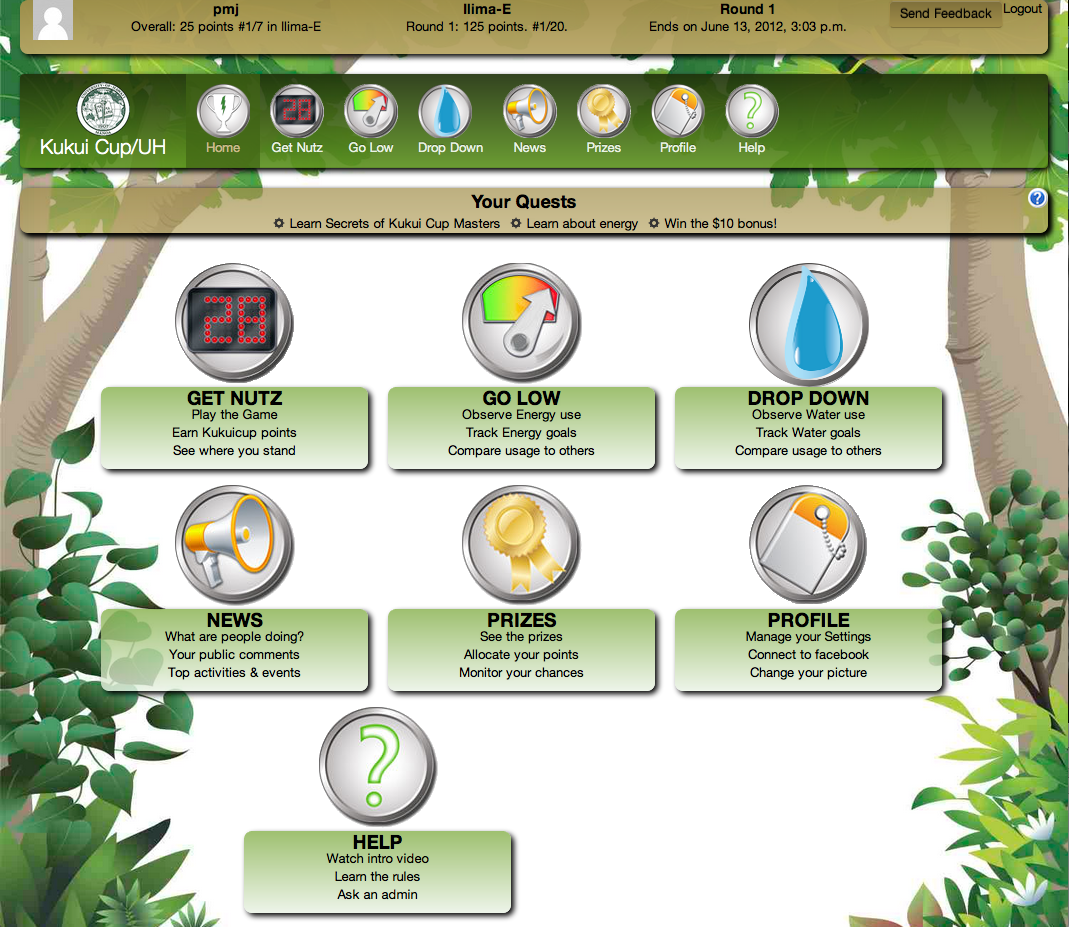 pmj
Overall: 25 points #1/7 in Ilima-E
Ilima-E
Round 1: 125 points. #1/20.
Round 1
Ends on June 13, 2012, 3:03 p.m.
Send Feedback
Logout
Kukui Cup/UH
Home
Get Nutz
Go Low
Drop Down
News
Prizes
Profile
Help
Your Quests
?
Learn Secrets of Kukui Cup Masters
Learn about energy
Win the $10 bonus!
28
GET NUTZ
Play the Game
Earn Kukuicup points
See where you stand
GO LOW
Observe Energy use
Track Energy goals
Compare usage to others
DROP DOWN
Observe Water use
Track Water goals
Compare usage to others
NEWS
What are people doing?
Your public comments
Top activities & events
PRIZES
See the prizes
Allocate your points
Monitor your chances
PROFILE
Manage your Settings
Connect to facebook
Change your picture
?
HELP
Watch intro video
Learn the rules
Ask an admin